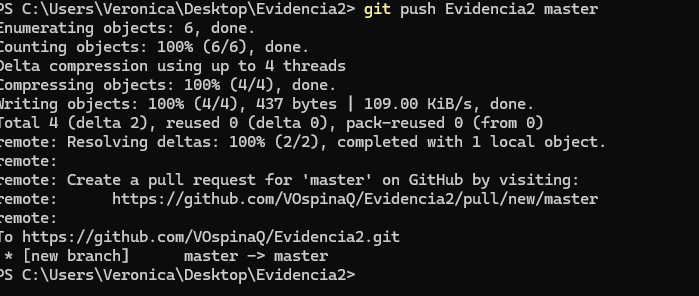 PS C:\Users\Veronica\Desktop\Evidencia2> git push Evidencia2 master
Enumerating objects: 6, done.
Counting objects: 100% (6/6), done.
Delta compression using up to 4 threads
Compressing objects: 100% (4/4), done.
Writing objects: 100% (4/4), 437 bytes | 109.00 KiB/s, done.
Total 4 (delta 2), reused 0 (delta 0), pack-reused 0 (from 0)
remote: Resolving deltas: 100% (2/2), completed with 1 local object.
remote:
remote: Create a pull request for 'master' on GitHub by visiting:
remote:      https://github.com/VOspinaQ/Evidencia2/pull/new/master
remote:
To https://github.com/VOspinaQ/Evidencia2.git
 * [new branch]      master -> master
PS C:\Users\Veronica\Desktop\Evidencia2>